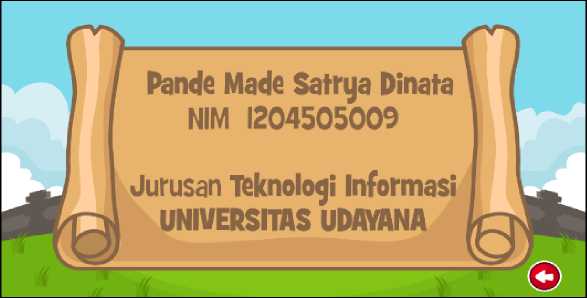 Pande Made Satrya Dinata
NIM 1204505009
Jurusan Teknologi Informasi
UNIVERSITAS UDAYANA